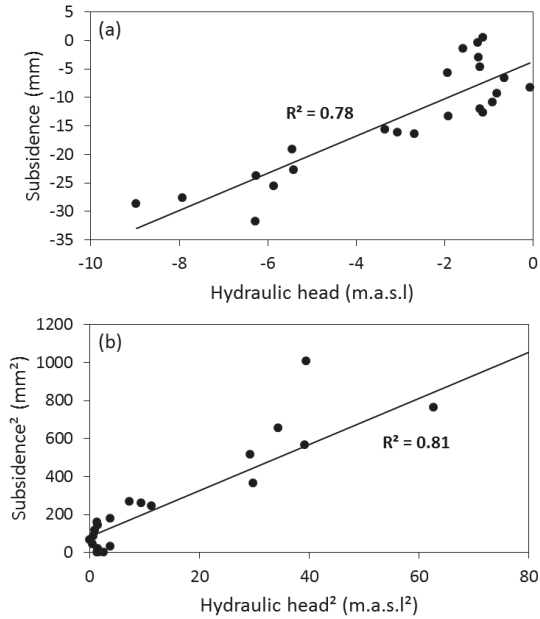 (a)
5
0
-5
-10
-15
-20
-25
-30
-35
Subsidence (mm)
R² = 0.78
-10 -8 -6 -4 -2 0
Hydraulic head (m.a.s.l)
(b)
1200
1000
800
600
400
200
0
Subsidence² (mm²)
R² = 0.81
0 20 40 60 80
Hydraulic head² (m.a.s.l²)